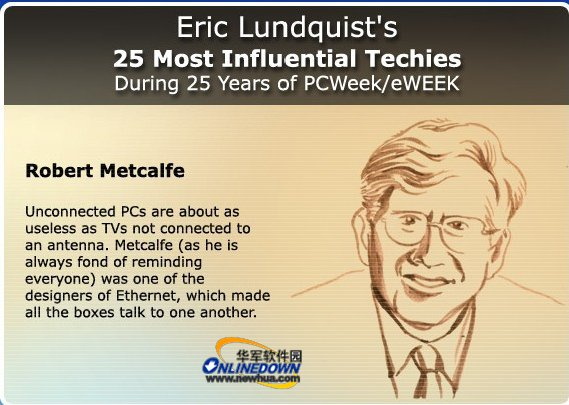 Eric Lundquist's
25 Most Influential Techies
During 25 Years of PCWeek/eWEEK
Robert Metcalfe
Unconnected PCs are about as
useless as TVs not connected to
an antenna. Metcalfe (as he is
always fond of reminding
everyone) was one of the
designers of Ethernet, which made
all the boxes talk to one another.
华军软件园
ONLINEDOWN
www.newhua.com